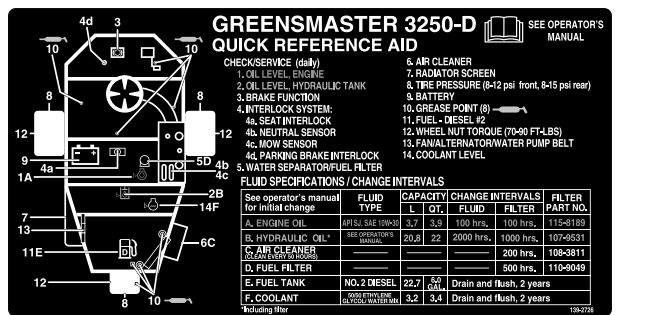 GREENSMASTER 3250-D
QUICK REFERENCE AID
SEE OPERATOR'S
MANUAL
CHECK/SERVICE (daily)
1. OIL LEVEL, ENGINE
2. OIL LEVEL, HYDRAULIC TANK
3. BRAKE FUNCTION
4. INTERLOCK SYSTEM:
4a. SEAT INTERLOCK
4b. NEUTRAL SENSOR
4c. MOW SENSOR
4d. PARKING BRAKE INTERLOCK
5. WATER SEPARATOR/FUEL FILTER
6. AIR CLEANER
7. RADIATOR SCREEN
8. TIRE PRESSURE (8-12 psi front, 8-15 psi rear)
9. BATTERY
10. GREASE POINT (8)
11. FUEL - DIESEL #2
12. WHEEL NUT TORQUE (70-90 FT-LBS)
13. FAN/ALTERNATOR/WATER PUMP BELT
14. COOLANT LEVEL
4d
3
10
10
8
8
12
12
9
4a
1A
5D
4b
4c
2B
14F
7
13
11E
D
6C
12
8
10
FLUID SPECIFICATIONS / CHANGE INTERVALS
See operator's manual for initial change FLUID TYPE CAPACITY L QT. CHANGE INTERVALS FLUID FILTER FILTER PART NO.
A. ENGINE OIL API SJ, SAE 10W-30 3.7 3.9 100 hrs. 100 hrs. 115-8189
B. HYDRAULIC OIL* SEE OPERATOR'S MANUAL 20.8 22 2000 hrs. 1000 hrs. 107-9531
C. AIR CLEANER (CLEAN EVERY 50 HOURS) 200 hrs. 108-3811
D. FUEL FILTER 500 hrs. 110-9049
E. FUEL TANK NO. 2 DIESEL 22.7 6.0 GAL. Drain and flush, 2 years
F. COOLANT 50/50 ETHYLENE GLYCOL/ WATER MIX 3.2 3.4 Drain and flush, 2 years
*Including filter
139-2726